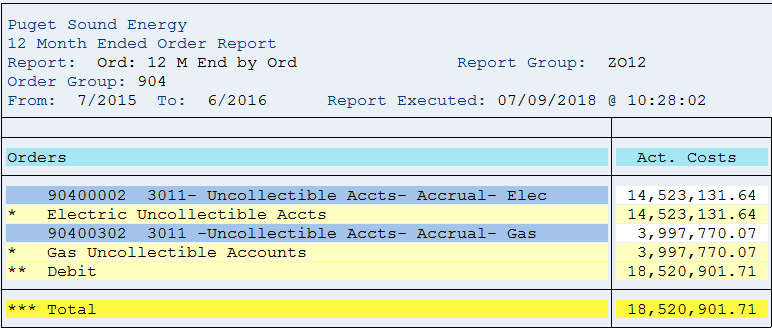 Puget Sound Energy
12 Month Ended Order Report
Report:  Ord: 12 M End by Ord                Report Group:  ZO12
Order Group: 904
From:  7/2015  To:  6/2016      Report Executed: 07/09/2018 @ 10:28:02
Orders                                                        Act. Costs
    90400002  3011- Uncollectible Accts- Accrual- Elec        14,523,131.64
*   Electric Uncollectible Accts                              14,523,131.64
    90400302  3011 -Uncollectible Accts- Accrual- Gas          3,997,770.07
*   Gas Uncollectible Accounts                                 3,997,770.07
**  Debit                                                     18,520,901.71
*** Total                                                     18,520,901.71